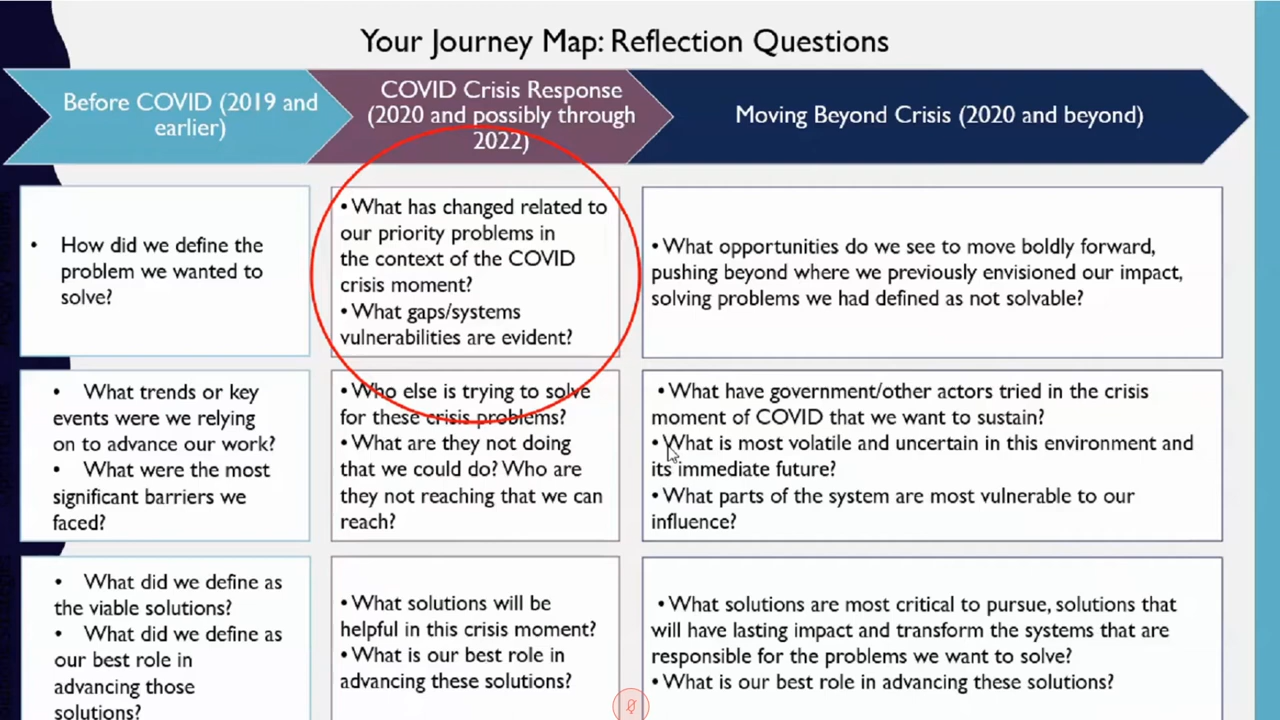 Your Journey Map: Reflection Questions
Before COVID (2019 and
earlier)
COVID Crisis Response
(2020 and possibly through
2022)
Moving Beyond Crisis (2020 and beyond)
• How did we define the
problem we wanted to
solve?
• What has changed related to
our priority problems in
the context of the COVID
crisis moment?
• What gaps/systems
vulnerabilities are evident?
• What opportunities do we see to move boldly forward,
pushing beyond where we previously envisioned our impact,
solving problems we had defined as not solvable?
• What trends or key
events were we relying
on to advance our work?
• What were the most
significant barriers we
faced?
• Who else is trying to solve
for these crisis problems?
• What are they not doing
that we could do? Who are
they not reaching that we can
reach?
• What have government/other actors tried in the crisis
moment of COVID that we want to sustain?
• What is most volatile and uncertain in this environment and
its immediate future?
• What parts of the system are most vulnerable to our
influence?
• What did we define as
the viable solutions?
• What did we define as
our best role in
advancing those
solutions?
• What solutions will be
helpful in this crisis moment?
• What is our best role in
advancing these solutions?
• What solutions are most critical to pursue, solutions that
will have lasting impact and transform the systems that are
responsible for the problems we want to solve?
• What is our best role in advancing these solutions?